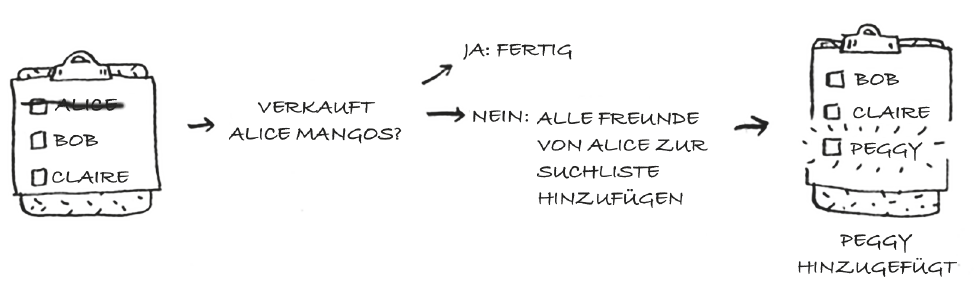 ALICE
BOB
CLAIRE
VERKAUFT
ALICE MANGOS?
JA: FERTIG
NEIN: ALLE FREUNDE
VON ALICE ZUR
SUCHLISTE
HINZUFÜGEN
BOB
CLAIRE
PEGGY
PEGGY
HINZUGEFÜGT